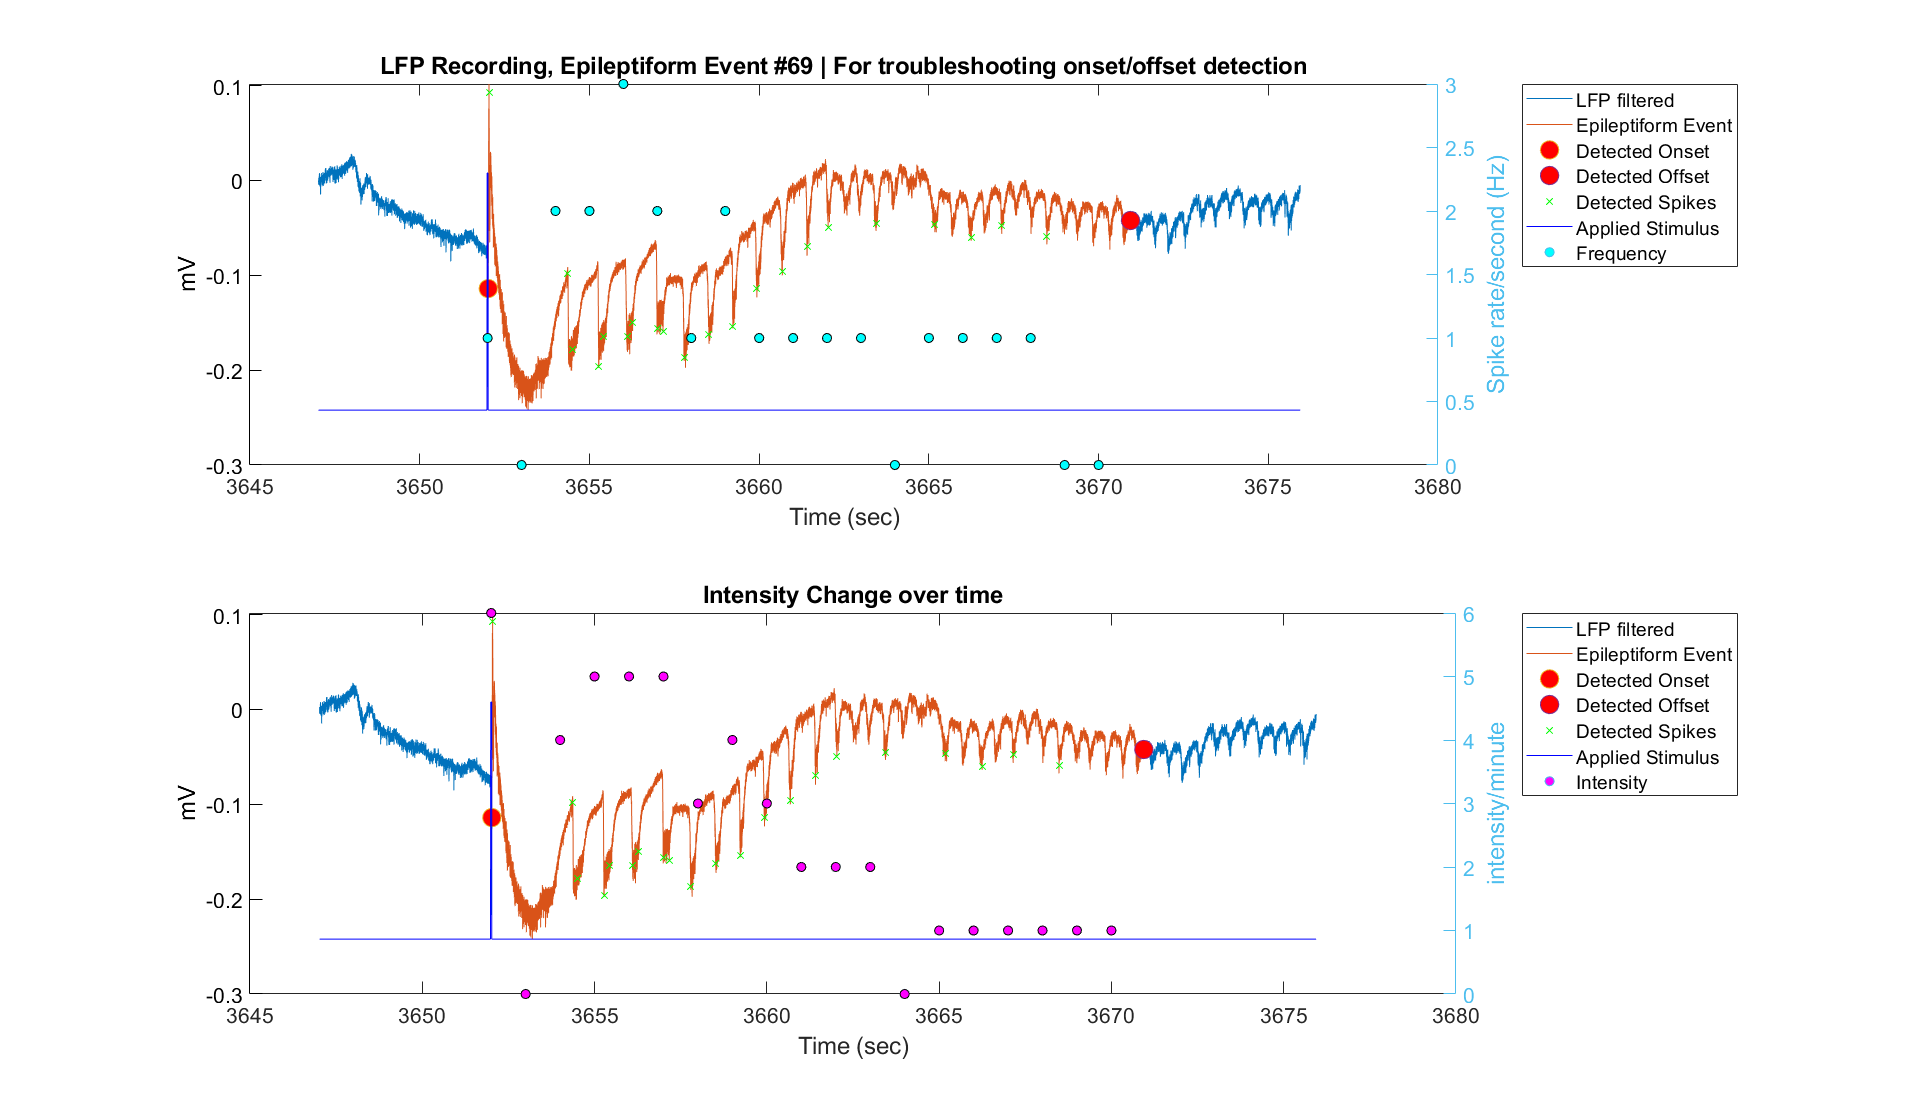 LFP Recording, Epileptiform Event #69 | For troubleshooting onset/offset detection
0.1
0
-0.1
-0.2
-0.3
mV
3645
3650
3655
3660
3665
3670
3675
3680
Time (sec)
3
2.5
2
1.5
1
0.5
0
Spike rate/second (Hz)
LFP filtered
Epileptiform Event
Detected Onset
Detected Offset
Detected Spikes
Applied Stimulus
Frequency
Intensity Change over time
0.1
0
-0.1
-0.2
-0.3
mV
3645
3650
3655
3660
3665
3670
3675
3680
Time (sec)
6
5
4
3
2
1
0
intensity/minute
LFP filtered
Epileptiform Event
Detected Onset
Detected Offset
Detected Spikes
Applied Stimulus
Intensity